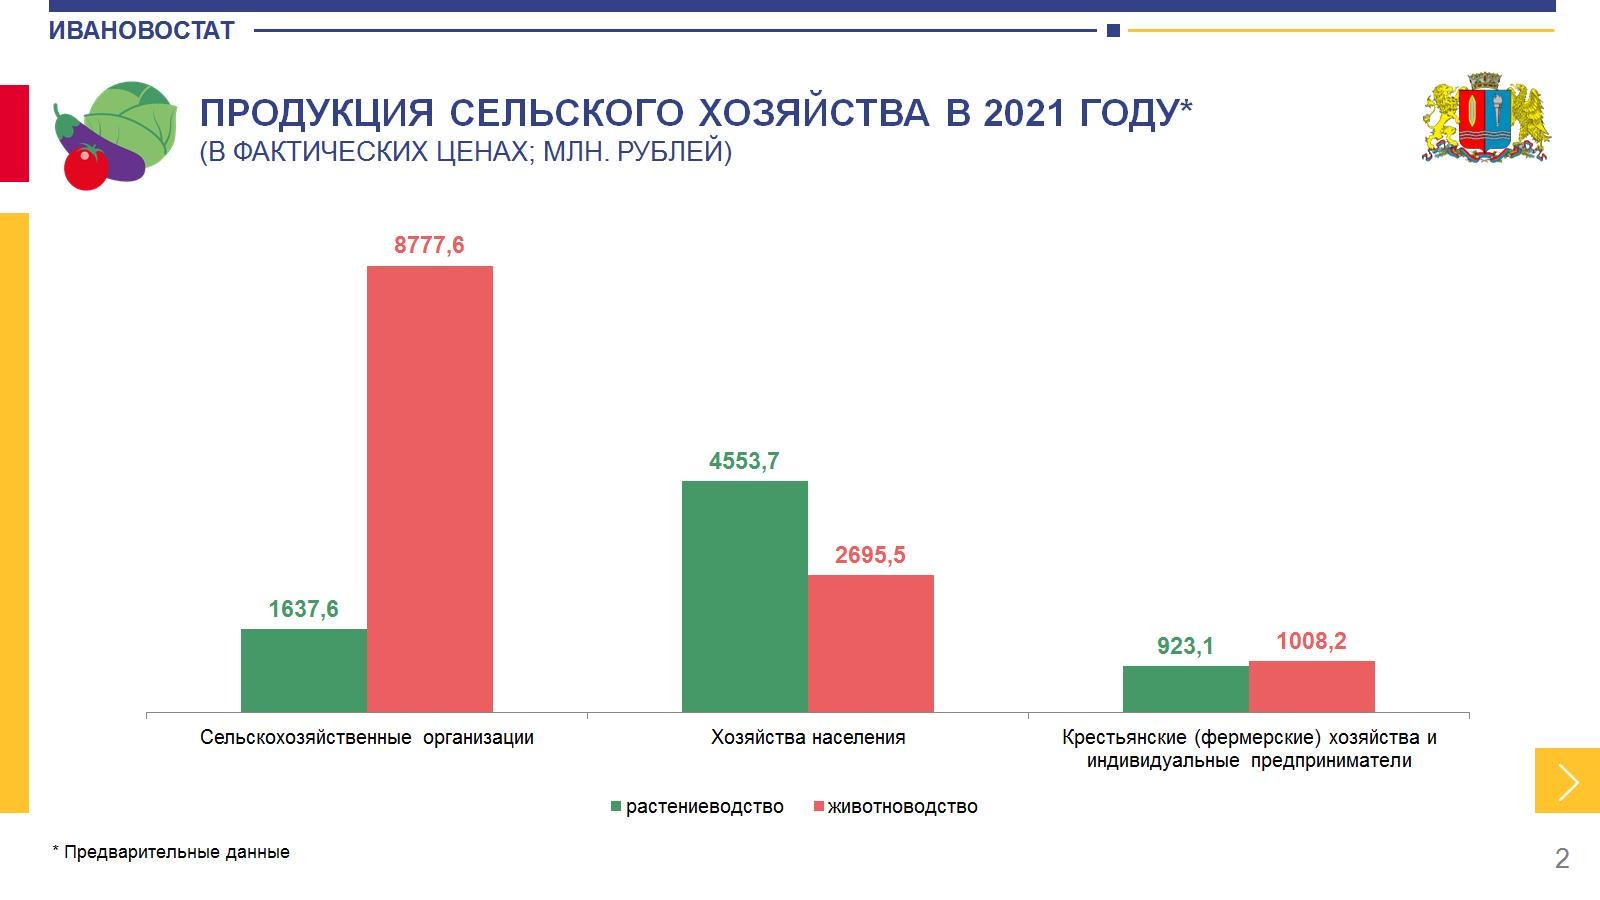 ИВАНОВОСТАТ
ПРОДУКЦИЯ СЕЛЬСКОГО ХОЗЯЙСТВА В 2021 ГОДУ*
(В ФАКТИЧЕСКИХ ЦЕНАХ; МЛН. РУБЛЕЙ)
8777,6
4553,7
2695,5
1637,6
923,1
1008,2
Сельскохозяйственные организации
Хозяйства населения
Крестьянские (фермерские) хозяйства и
индивидуальные предприниматели
растениеводство
животноводство
* Предварительные данные
2